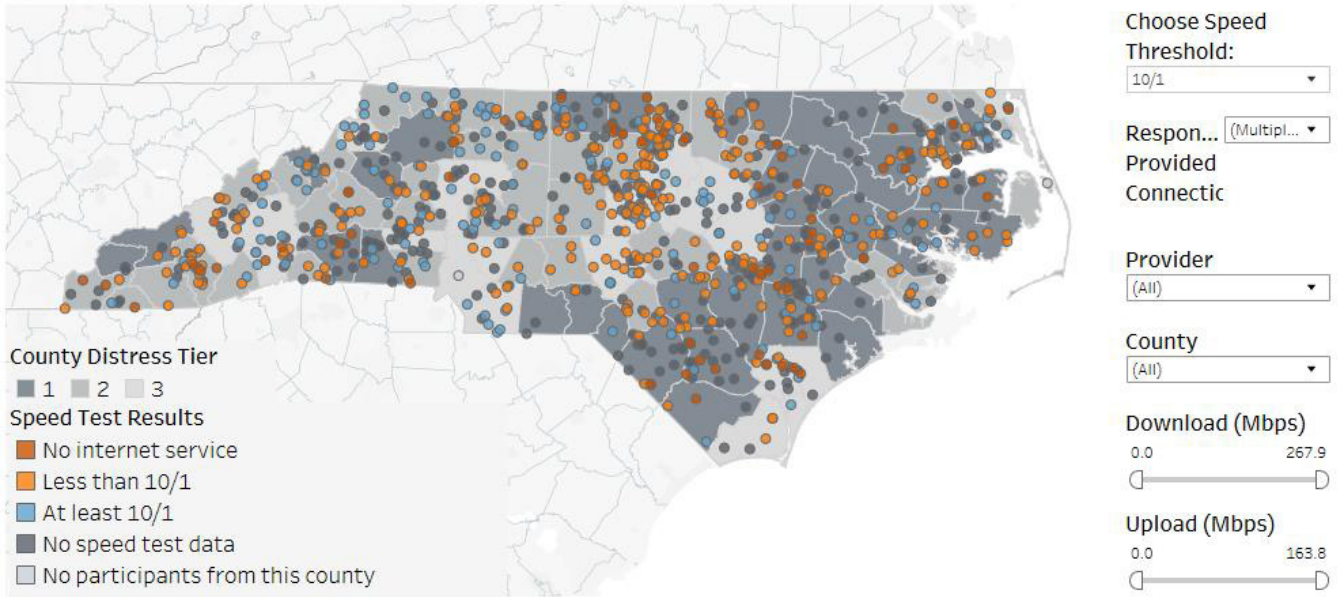 Choose Speed
Threshold:
10/1
Respon... (Multipl...
Provided
Connectic
Provider
(All)
County
(All)
Download (Mbps)
0.0 267.9
Upload (Mbps)
0.0 163.8
County Distress Tier
1 2 3
Speed Test Results
No internet service
Less than 10/1
At least 10/1
No speed test data
No participants from this county